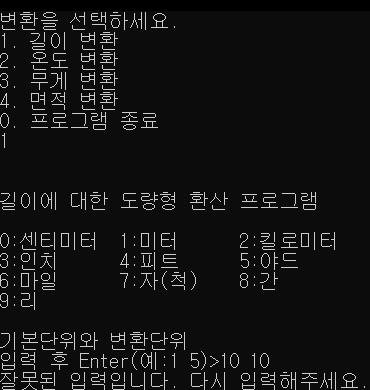 변환을 선택하세요.
1. 길이 변환
2. 온도 변환
3. 무게 변환
4. 면적 변환
0. 프로그램 종료
1
길이에 대한 도량형 환산 프로그램
0:센티미터 1:미터 2:킬로미터
3:인치 4:피트 5:야드
6:마일 7:자(척) 8:간
9:리
기본단위와 변환단위
입력 후 Enter(예:1 5)>10 10
잘못된 입력입니다. 다시 입력해주세요.